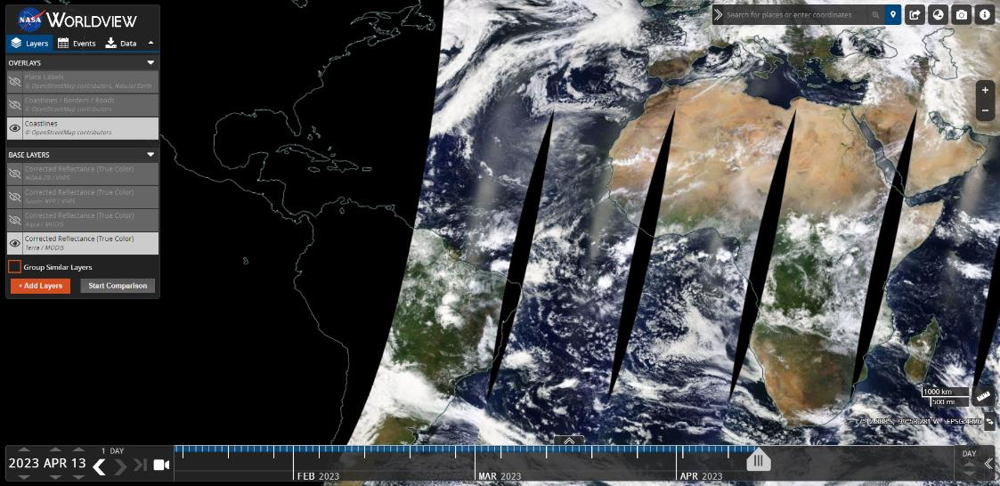 NASA WORLDVIEW
Layers Events Data
OVERLAYS
Place Labels
© OpenStreetMap contributors, Natural Earth
Coastlines / Borders / Roads
© OpenStreetMap contributors
Coastlines
© OpenStreetMap contributors
BASE LAYERS
Corrected Reflectance (True Color)
NOAA-20 / VIIRS
Corrected Reflectance (True Color)
Suomi NPP / VIIRS
Corrected Reflectance (True Color)
Aqua / MODIS
Corrected Reflectance (True Color)
Terra / MODIS
Group Similar Layers
+ Add Layers Start Comparison
Search for places or enter coordinates
+
−
1000 km
500 mi
EPSG:4326
1 DAY
2023 APR 13
FEB 2023 MAR 2023 APR 2023
DAY